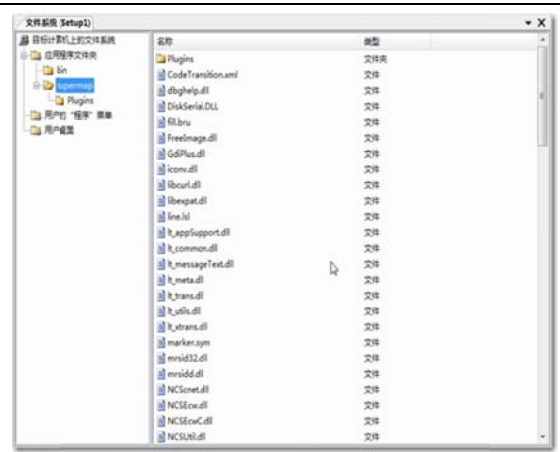 文件系统 (Setup1)
目标计算机上的文件系统
应用程序文件夹
bin
supermap
Plugins
用户的“程序”菜单
用户桌面
名称 类型
Plugins 文件夹
CodeTransition.xml 文件
dbghelp.dll 文件
DiskSerial.DLL 文件
fill.bru 文件
FreeImage.dll 文件
GdiPlus.dll 文件
iconv.dll 文件
libcurl.dll 文件
libexpat.dll 文件
line.lsl 文件
lt_appSupport.dll 文件
lt_common.dll 文件
lt_messageText.dll 文件
lt_meta.dll 文件
lt_trans.dll 文件
lt_utils.dll 文件
lt_xtrans.dll 文件
marker.sym 文件
mrsid32.dll 文件
mrsidd.dll 文件
NCScnet.dll 文件
NCSEcw.dll 文件
NCSEcwC.dll 文件
NCSUtil.dll 文件